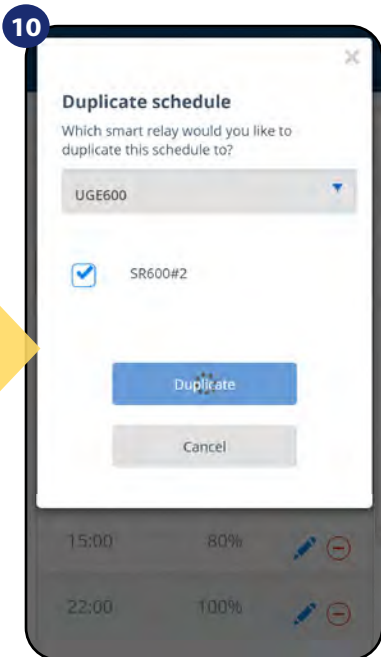 10
Duplicate schedule
Which smart relay would you like to
duplicate this schedule to?
UGE600
SR600#2
Duplicate
Cancel
15:00 80%
22:00 100%